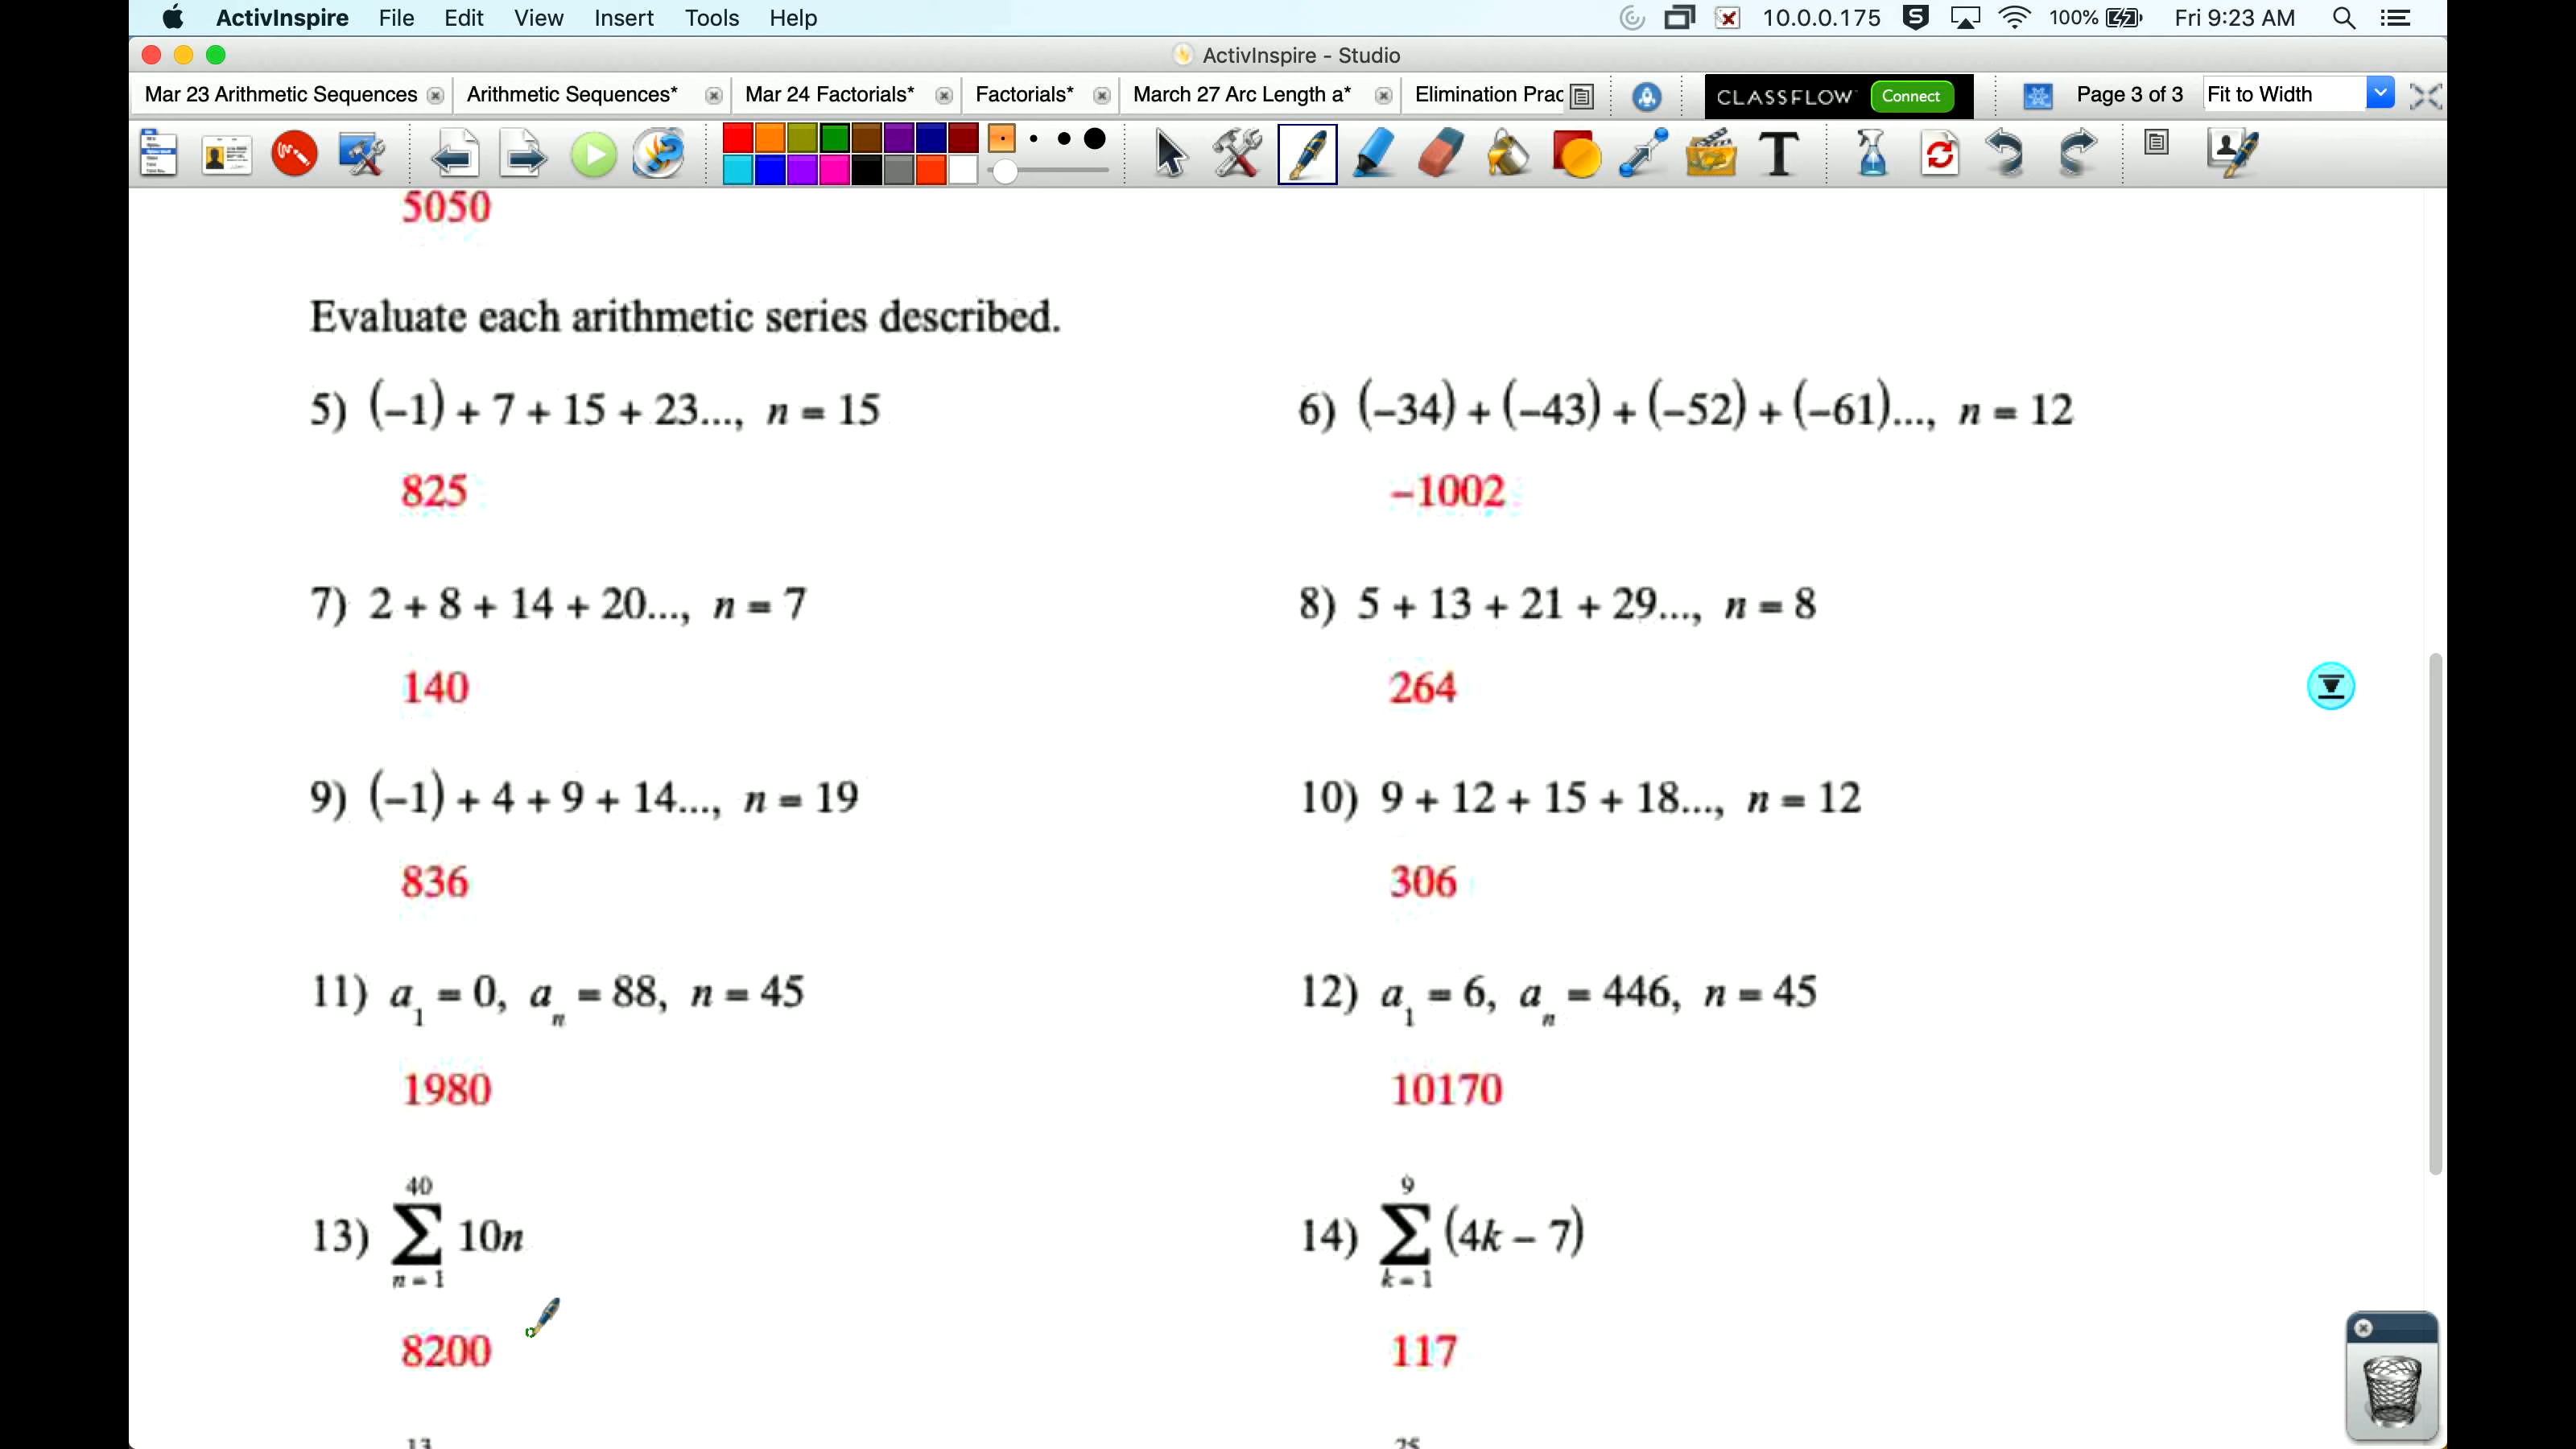 ActivInspire File Edit View Insert Tools Help 10.0.0.175 100% Fri 9:23 AM
ActivInspire - Studio
Mar 23 Arithmetic Sequences Arithmetic Sequences* Mar 24 Factorials* Factorials* March 27 Arc Length a* Elimination Prac CLASSFLOW Connect Page 3 of 3 Fit to Width
5050
Evaluate each arithmetic series described.
5) (−1) + 7 + 15 + 23..., n = 15
6) (−34) + (−43) + (−52) + (−61)..., n = 12
825
−1002
7) 2 + 8 + 14 + 20..., n = 7
8) 5 + 13 + 21 + 29..., n = 8
140
264
9) (−1) + 4 + 9 + 14..., n = 19
10) 9 + 12 + 15 + 18..., n = 12
836
306
11) a₁ = 0, aₙ = 88, n = 45
12) a₁ = 6, aₙ = 446, n = 45
1980
10170
40
13) Σ 10n
n = 1
9
14) Σ (4k − 7)
k = 1
8200
117